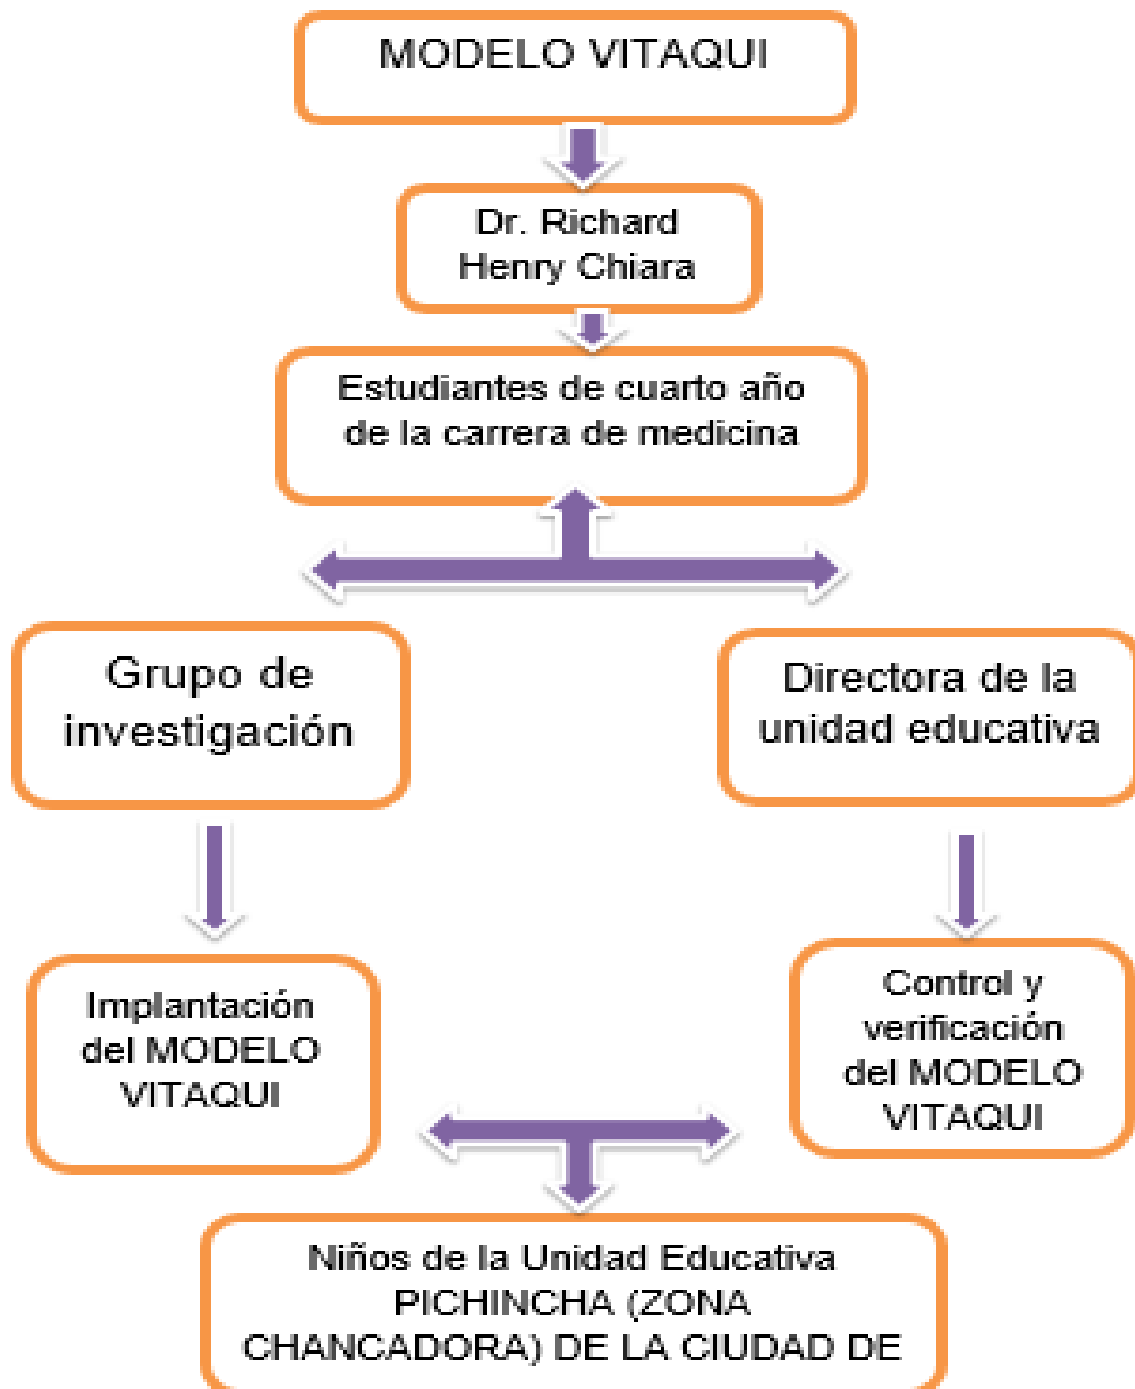 MODELO VITAQUI
Dr. Richard
Henry Chiara
Estudiantes de cuarto año
de la carrera de medicina
Grupo de
investigación
Directora de la
unidad educativa
Implantación
del MODELO
VITAQUI
Control y
verificación
del MODELO
VITAQUI
Niños de la Unidad Educativa
PICHINCHA (ZONA
CHANCADORA) DE LA CIUDAD DE